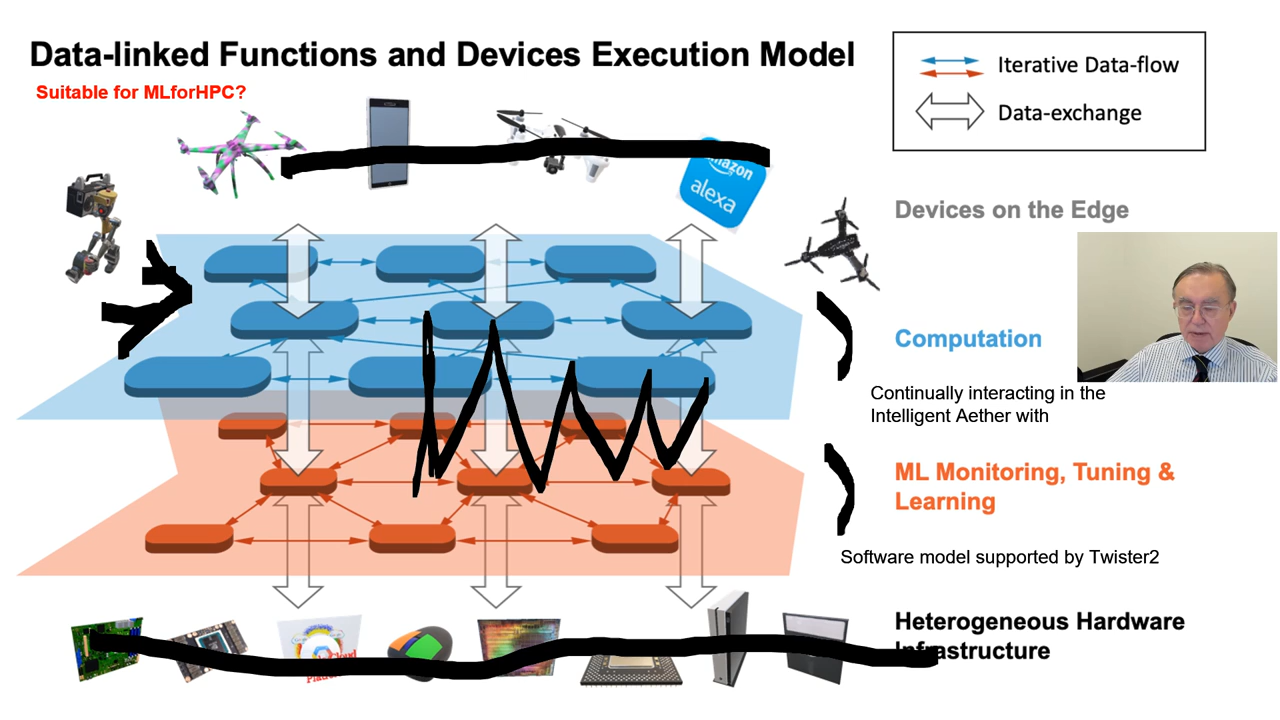 Data-linked Functions and Devices Execution Model
Suitable for MLforHPC?
Iterative Data-flow
Data-exchange
amazon
alexa
Devices on the Edge
Computation
Continually interacting in the
Intelligent Aether with
ML Monitoring, Tuning &
Learning
Software model supported by Twister2
Heterogeneous Hardware
Infrastructure